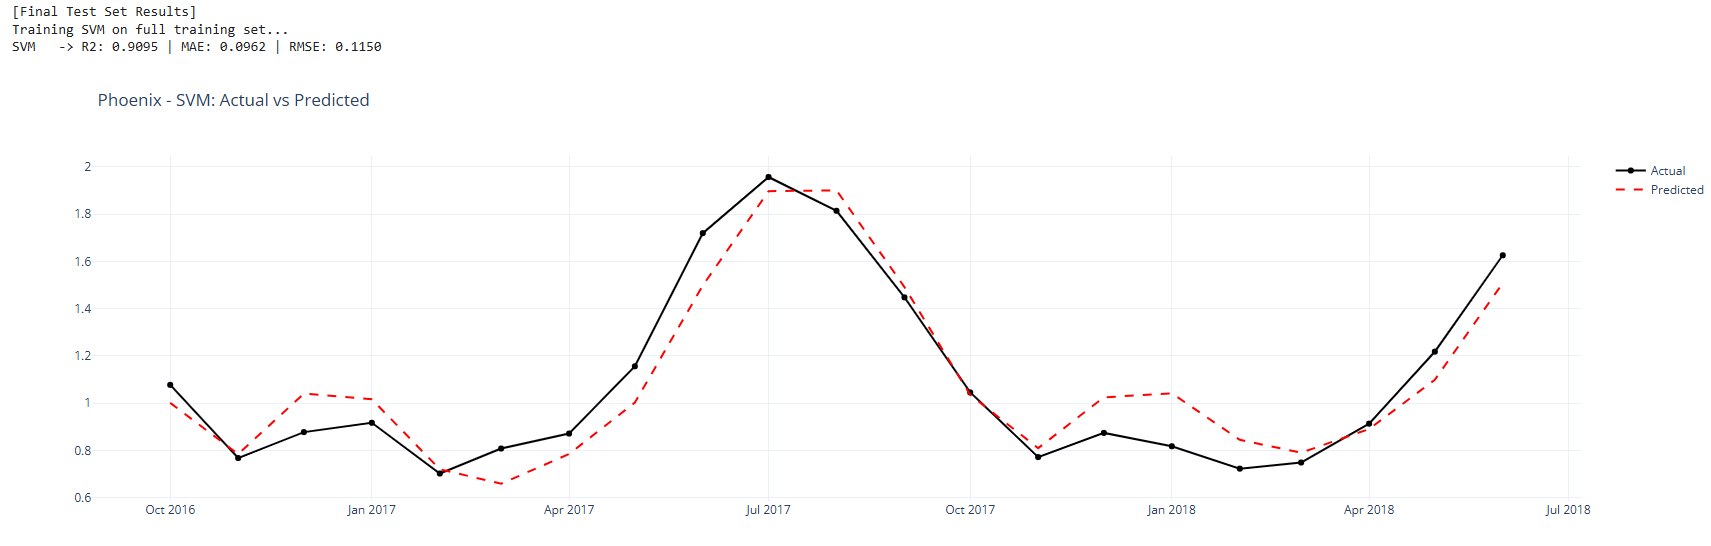 [Final Test Set Results]
Training SVM on full training set...
SVM   -> R2: 0.9095 | MAE: 0.0962 | RMSE: 0.1150
Phoenix - SVM: Actual vs Predicted
2
1.8
1.6
1.4
1.2
1
0.8
0.6
Oct 2016 Jan 2017 Apr 2017 Jul 2017 Oct 2017 Jan 2018 Apr 2018 Jul 2018
Actual
Predicted